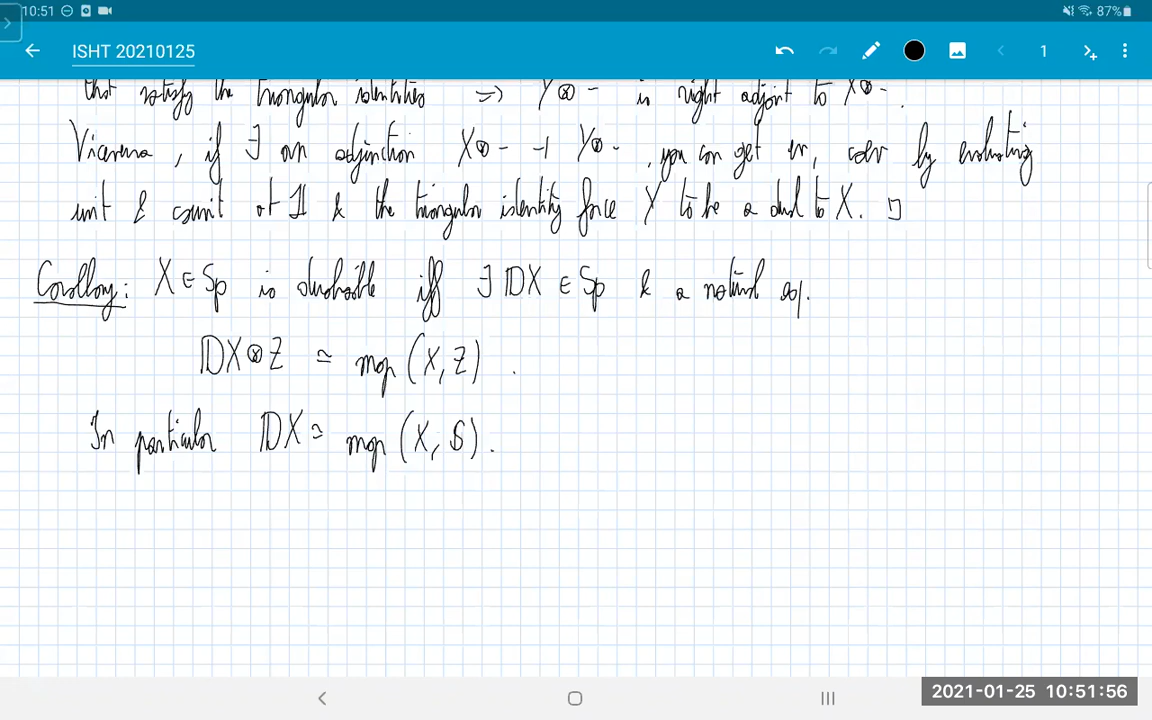 10:51
87%
ISHT 20210125
1
that satisfy the triangular identities => Y⊗- is right adjoint to X⊗-.
Viceversa, if ∃ an adjunction X⊗- ⊣ Y⊗-, you can get ev, coev by evaluating
unit & counit at 𝟙 & the triangular identity force Y to be a dual to X. □
Corollary: X ∈ Sp is dualisable iff ∃ 𝔻X ∈ Sp & a natural eq.
𝔻X⊗Z ≃ map (X, Z) .
In particular 𝔻X ≃ map (X, 𝕊).
2021-01-25 10:51:56